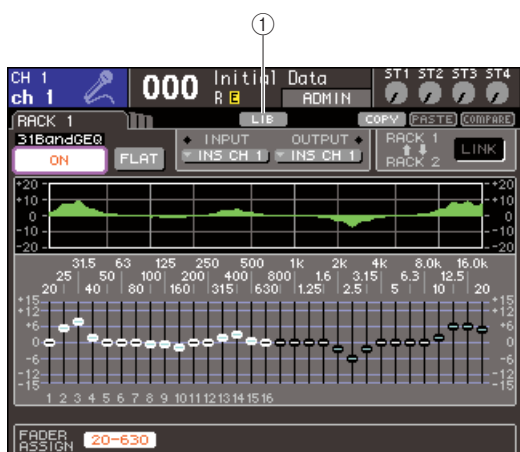 1
CH 1
ch 1
000
Initial Data
R E
ADMIN
ST1 ST2 ST3 ST4
RACK 1
LIB
COPY PASTE COMPARE
31BandGEQ
ON
FLAT
INPUT
INS CH 1
OUTPUT
INS CH 1
RACK 1
RACK 2
LINK
+20 +20
+10 +10
0 0
-10 -10
-20 -20
31.5 63 125 250 500 1k 2k 4k 8.0k 16.0k
25 50 100 200 400 800 1.6 3.15 6.3 12.5
20 40 80 160 315 630 1.25 2.5 5 10 20
+15 +15
+12 +12
+6 +6
0 0
-6 -6
-12 -12
-15 -15
1 2 3 4 5 6 7 8 9 10 11 12 13 14 15 16
FADER ASSIGN
20-630